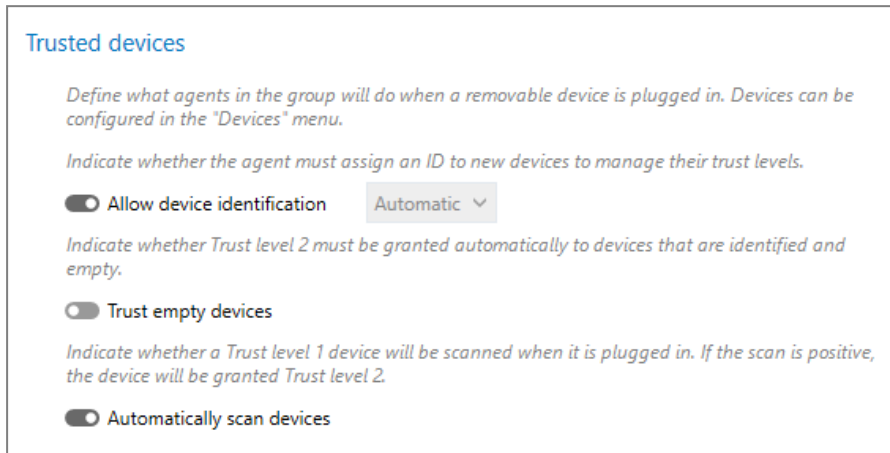 Trusted devices
Define what agents in the group will do when a removable device is plugged in. Devices can be
configured in the "Devices" menu.
Indicate whether the agent must assign an ID to new devices to manage their trust levels.
Allow device identification Automatic
Indicate whether Trust level 2 must be granted automatically to devices that are identified and
empty.
Trust empty devices
Indicate whether a Trust level 1 device will be scanned when it is plugged in. If the scan is positive,
the device will be granted Trust level 2.
Automatically scan devices